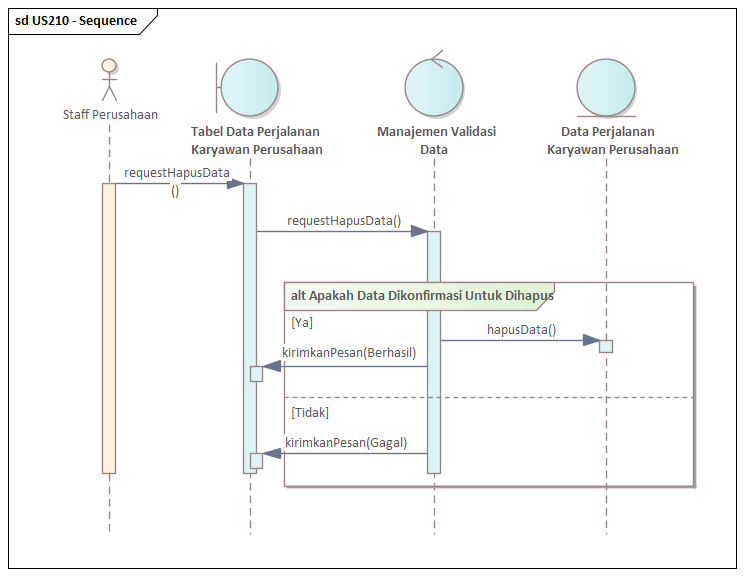 sd US210 - Sequence
Staff Perusahaan
Tabel Data Perjalanan
Karyawan Perusahaan
Manajemen Validasi
Data
Data Perjalanan
Karyawan Perusahaan
requestHapusData
()
requestHapusData()
alt Apakah Data Dikonfirmasi Untuk Dihapus
[Ya]
hapusData()
kirimkanPesan(Berhasil)
[Tidak]
kirimkanPesan(Gagal)